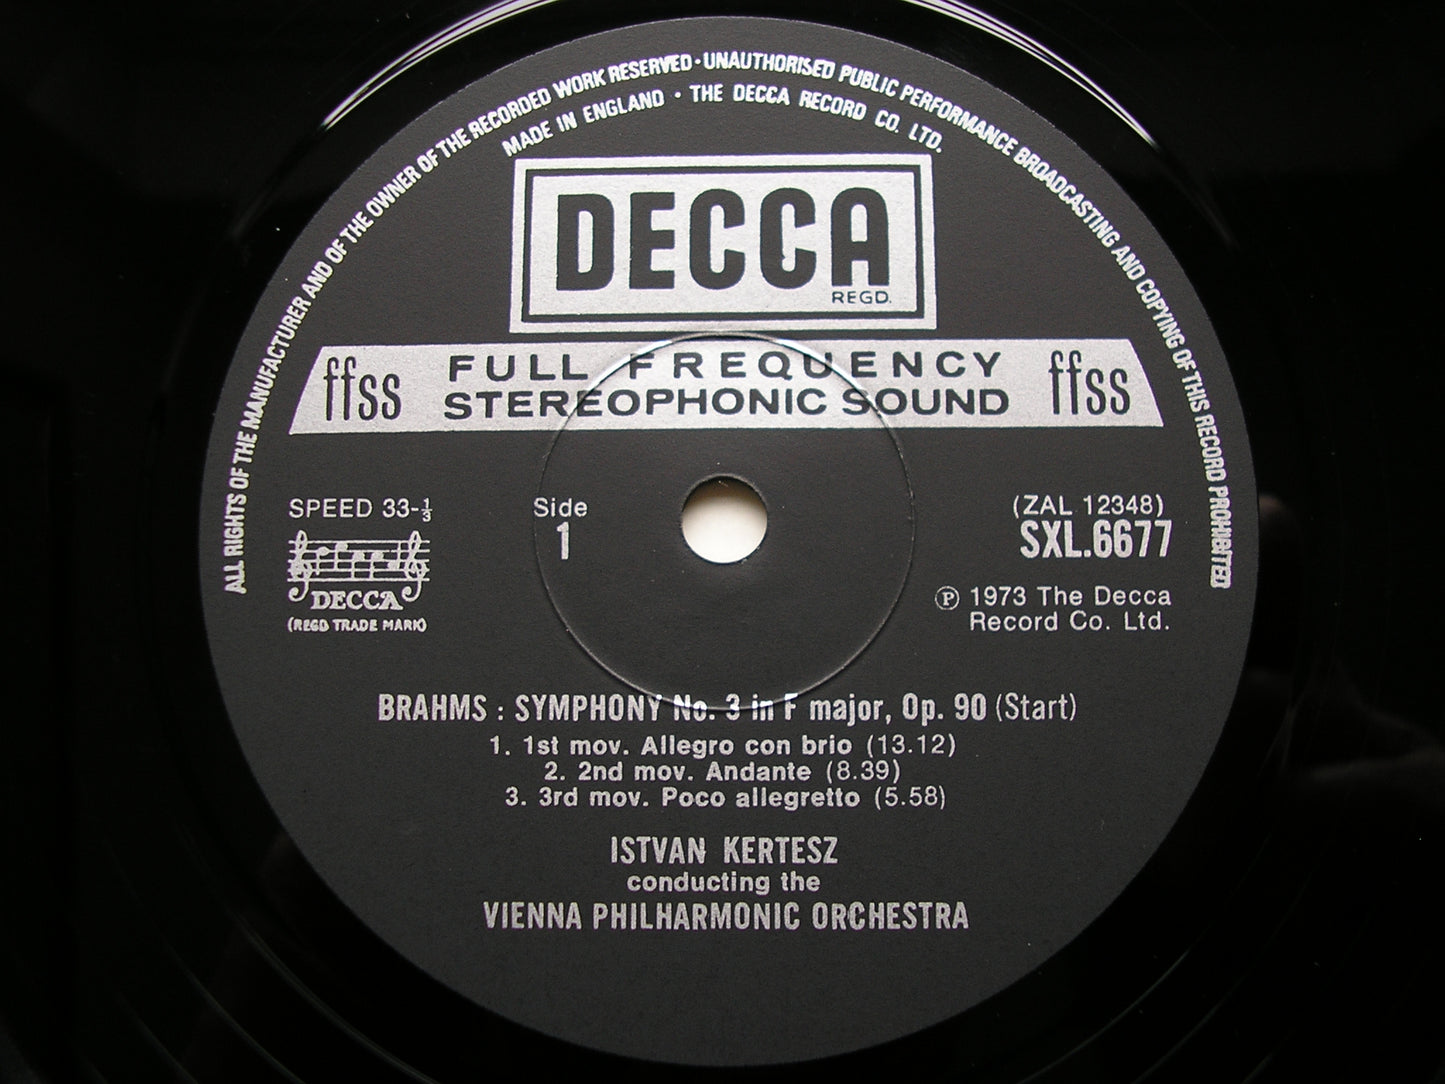 ALL RIGHTS OF THE MANUFACTURER AND OF THE OWNER OF THE RECORDED WORK RESERVED · UNAUTHORISED PUBLIC PERFORMANCE BROADCASTING AND COPYING OF THIS RECORD PROHIBITED
MADE IN ENGLAND · THE DECCA RECORD CO. LTD.
DECCA
REGD.
ffss FULL FREQUENCY STEREOPHONIC SOUND ffss
SPEED 33-⅓
DECCA
(REGD TRADE MARK)
Side
1
(ZAL 12348)
SXL.6677
Ⓟ 1973 The Decca
Record Co. Ltd.
BRAHMS : SYMPHONY No. 3 in F major, Op. 90 (Start)
1. 1st mov. Allegro con brio (13.12)
2. 2nd mov. Andante (8.39)
3. 3rd mov. Poco allegretto (5.58)
ISTVAN KERTESZ
conducting the
VIENNA PHILHARMONIC ORCHESTRA